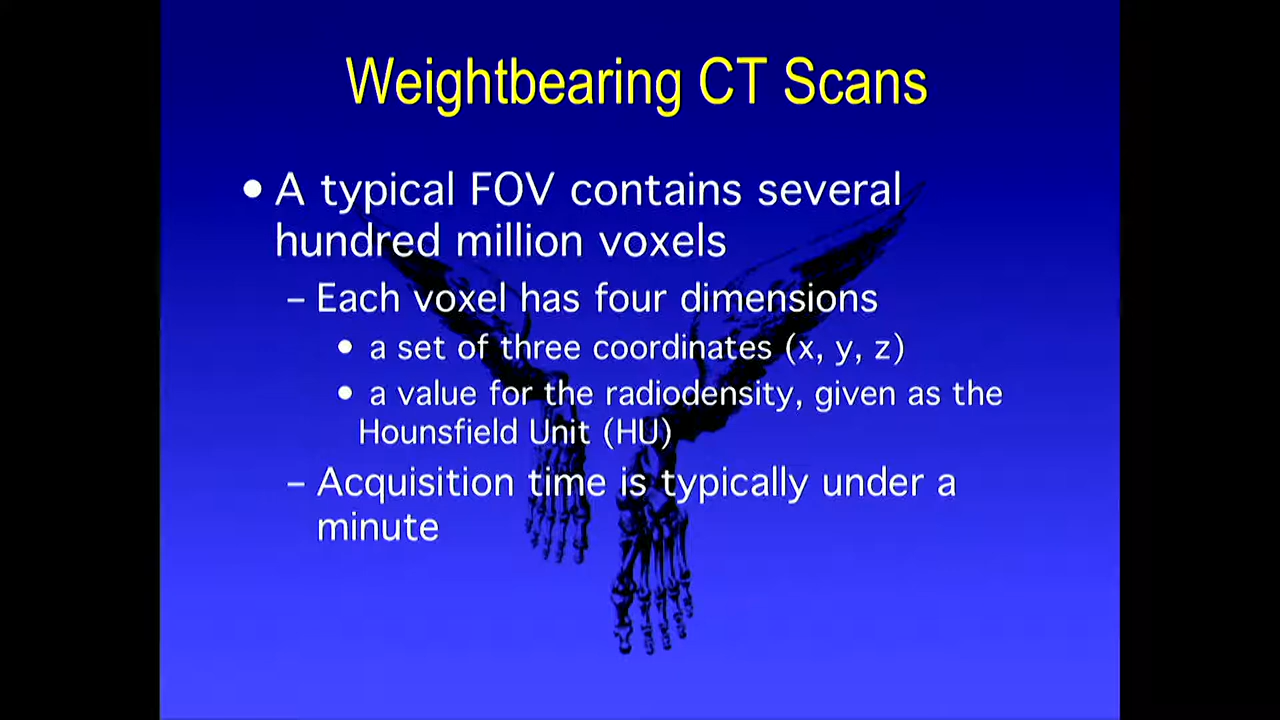 Weightbearing CT Scans
• A typical FOV contains several
hundred million voxels
– Each voxel has four dimensions
• a set of three coordinates (x, y, z)
• a value for the radiodensity, given as the
Hounsfield Unit (HU)
– Acquisition time is typically under a
minute